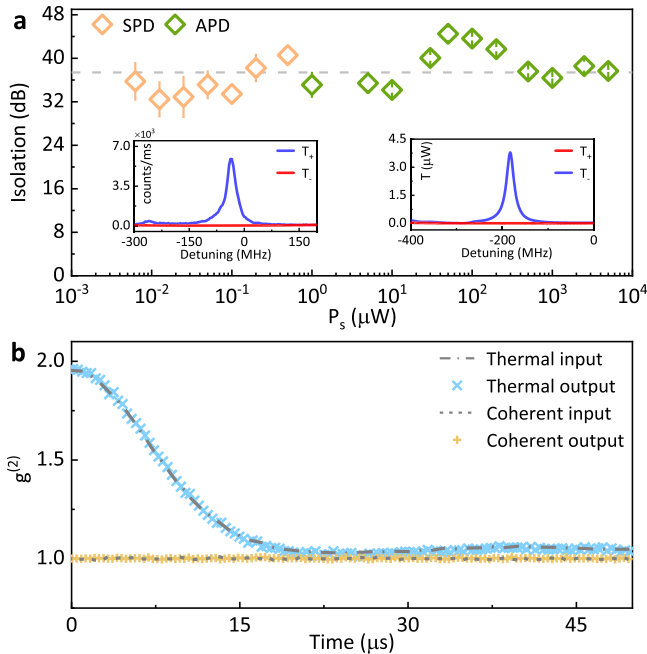 a
SPD
APD
Isolation (dB)
48
40
32
24
16
8
0
×10³
counts/ms
7.0
3.5
0.0
T₊
T₋
-300
-150
0
150
Detuning (MHz)
T (μW)
4.5
3.0
1.5
0.0
T₊
T₋
-400
-200
0
Detuning (MHz)
10⁻³
10⁻²
10⁻¹
10⁰
10¹
10²
10³
10⁴
Pₛ (μW)
b
g⁽²⁾
2.0
1.5
1.0
Thermal input
Thermal output
Coherent input
Coherent output
0
15
30
45
Time (μs)